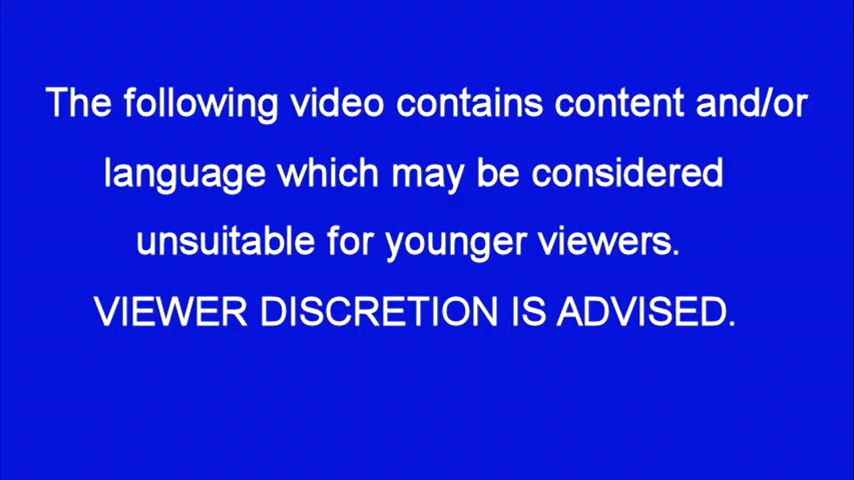 The following video contains content and/or
language which may be considered
unsuitable for younger viewers.
VIEWER DISCRETION IS ADVISED.